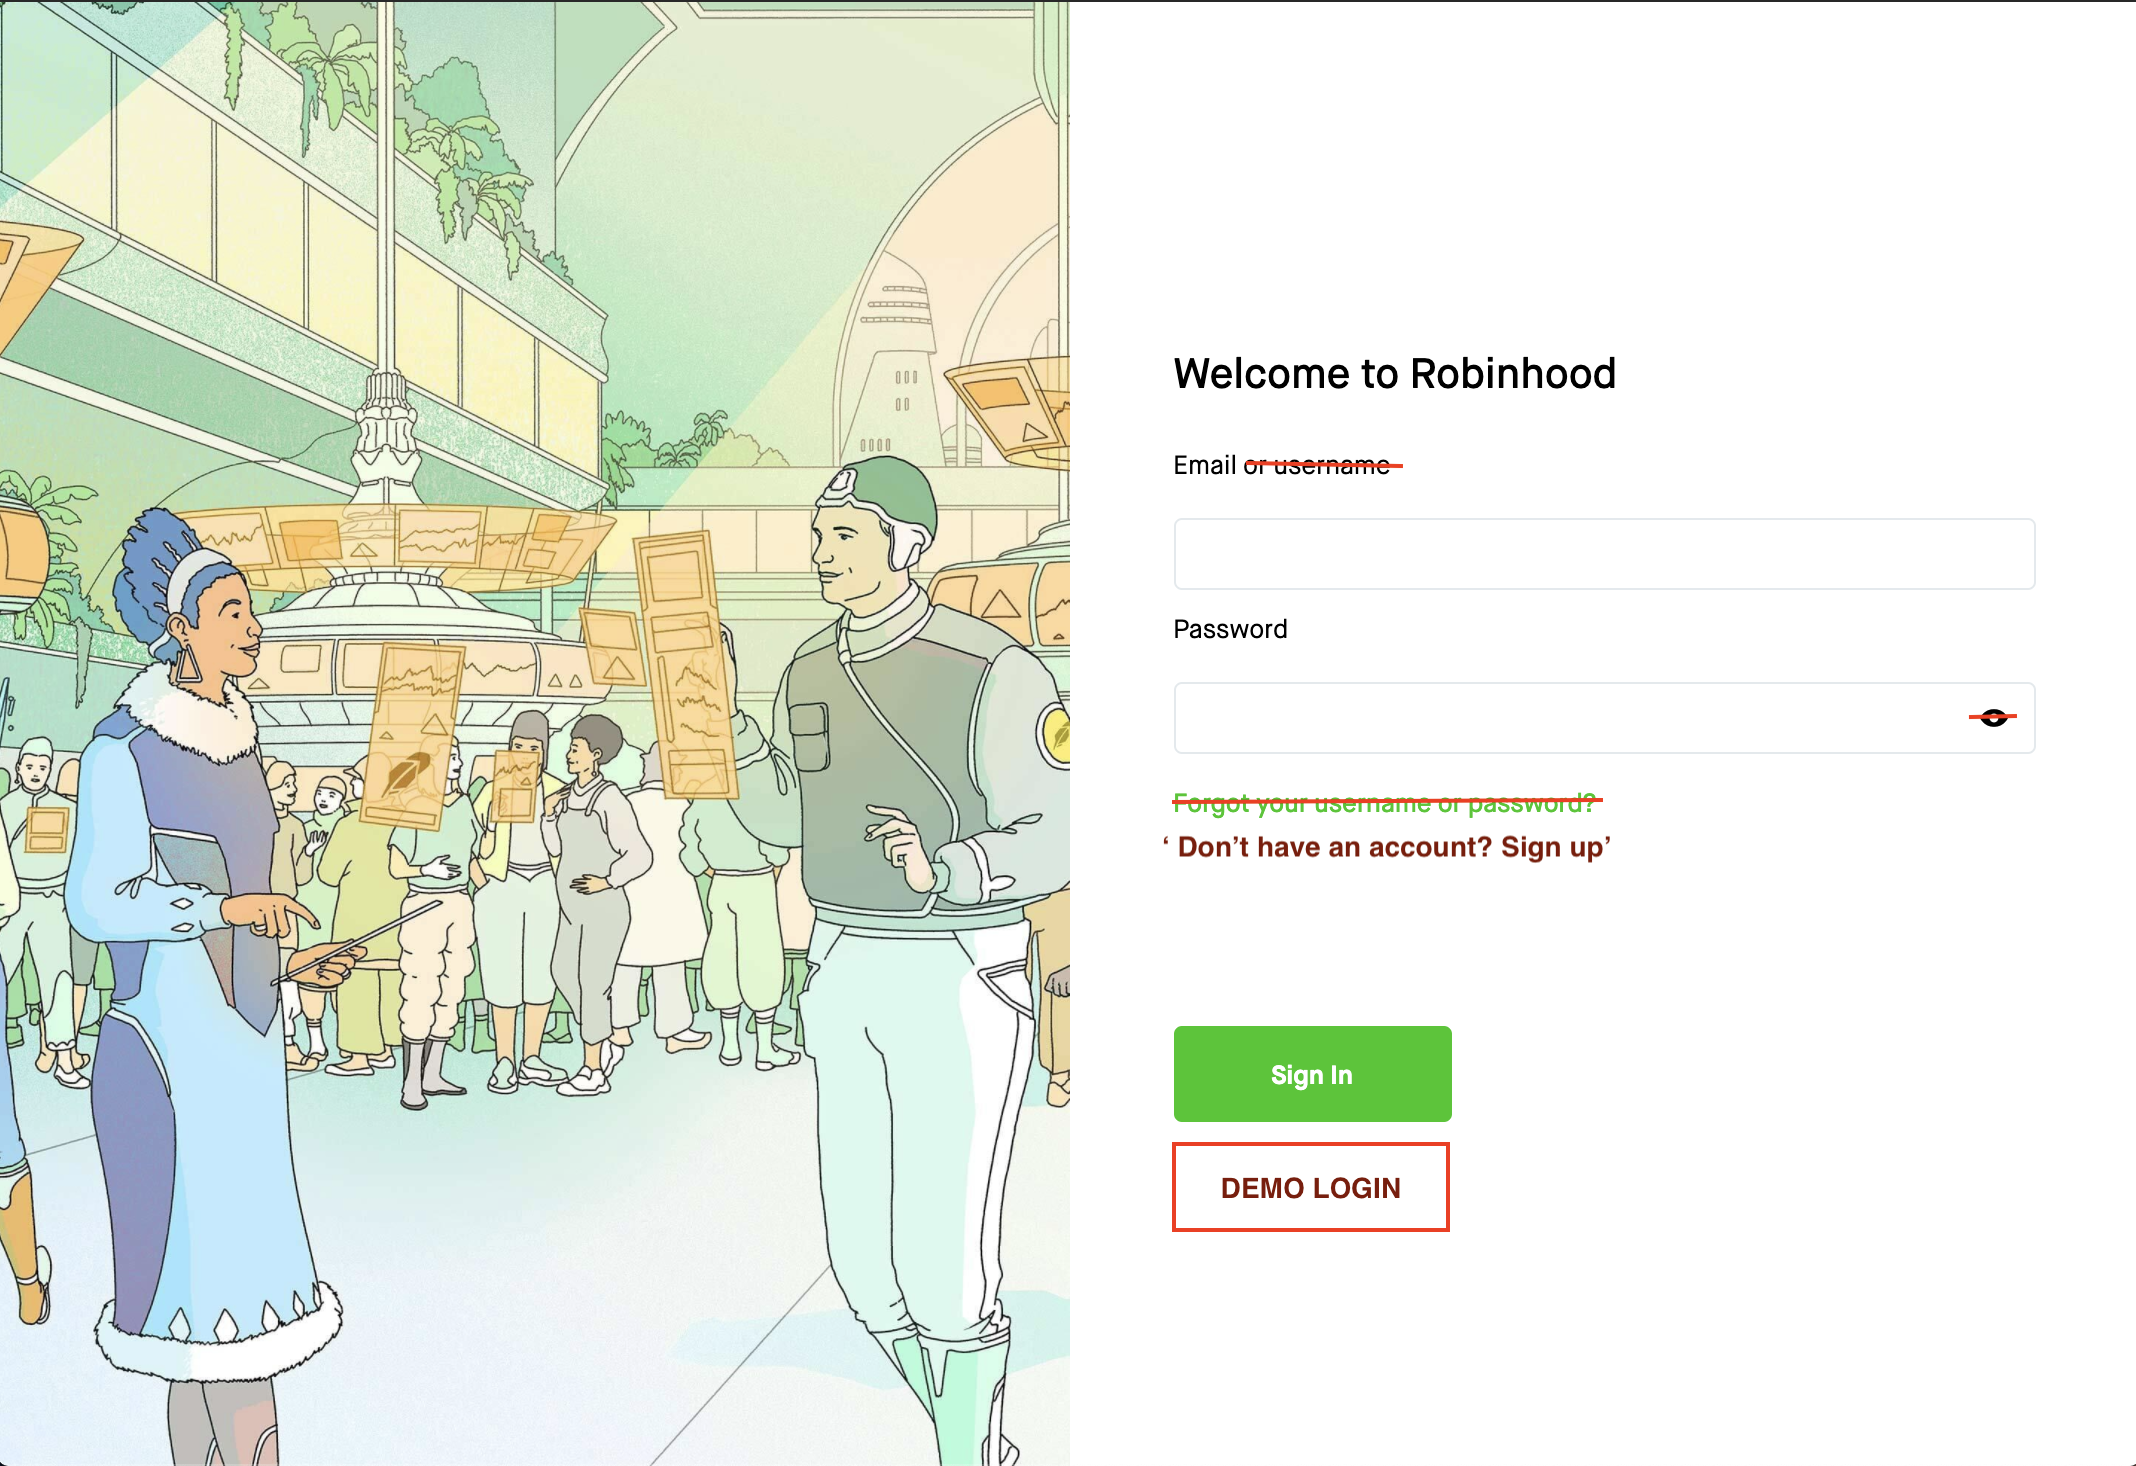 Welcome to Robinhood
Email or username
Password
Forgot your username or password?
‘ Don’t have an account? Sign up’
Sign In
DEMO LOGIN